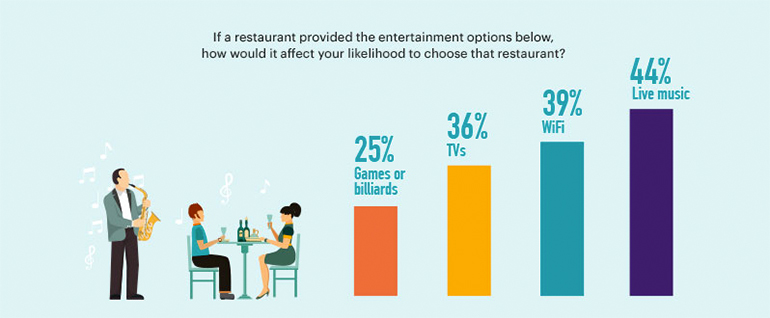 If a restaurant provided the entertainment options below,
how would it affect your likelihood to choose that restaurant?
25%
Games or
billiards
36%
TVs
39%
WiFi
44%
Live music